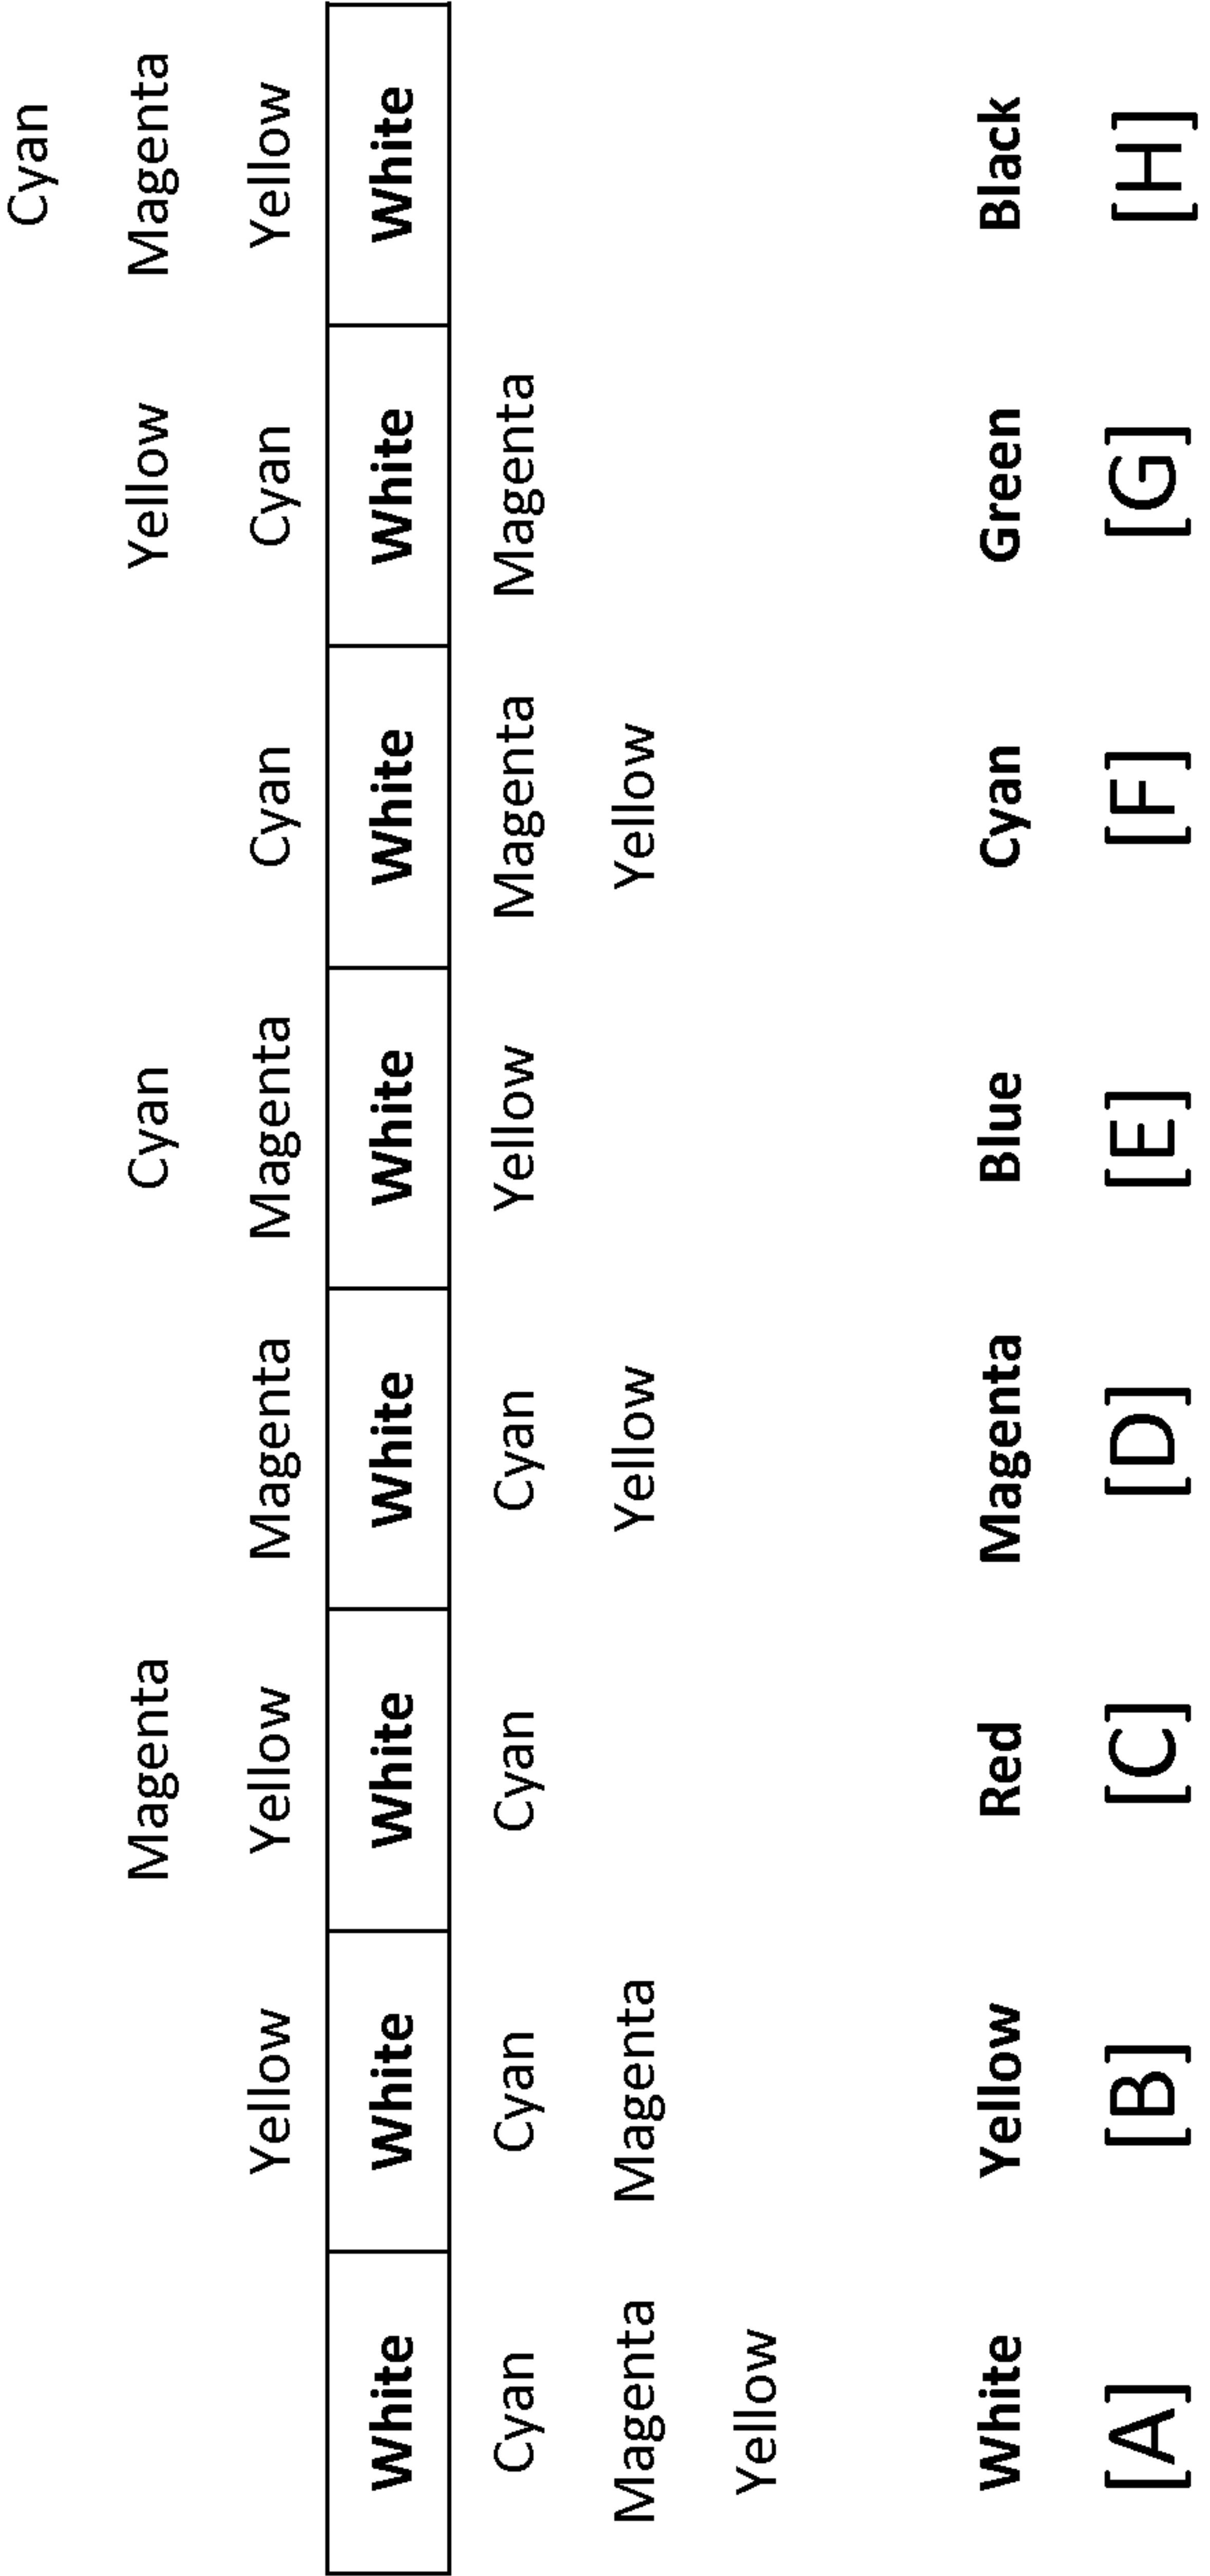 Cyan
Magenta Cyan Yellow Magenta
Yellow Yellow Magenta Magenta Cyan Cyan Yellow
White White White White White White White White
Cyan Cyan Cyan Cyan Yellow Magenta Magenta
Magenta Magenta Yellow Yellow
Yellow
White Yellow Red Magenta Blue Cyan Green Black
[A] [B] [C] [D] [E] [F] [G] [H]